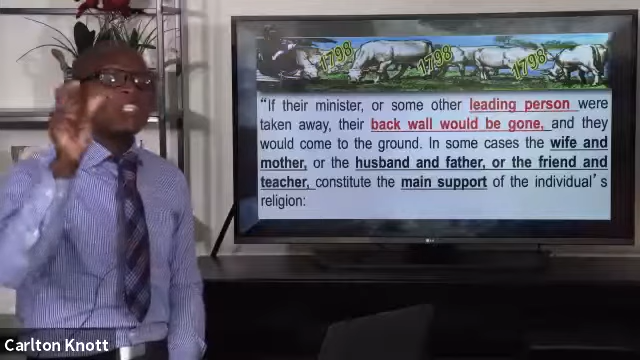 1798 1798 1798
“If their minister, or some other leading person were
taken away, their back wall would be gone, and they
would come to the ground. In some cases the wife and
mother, or the husband and father, or the friend and
teacher, constitute the main support of the individual’s
religion:
LG
Carlton Knott